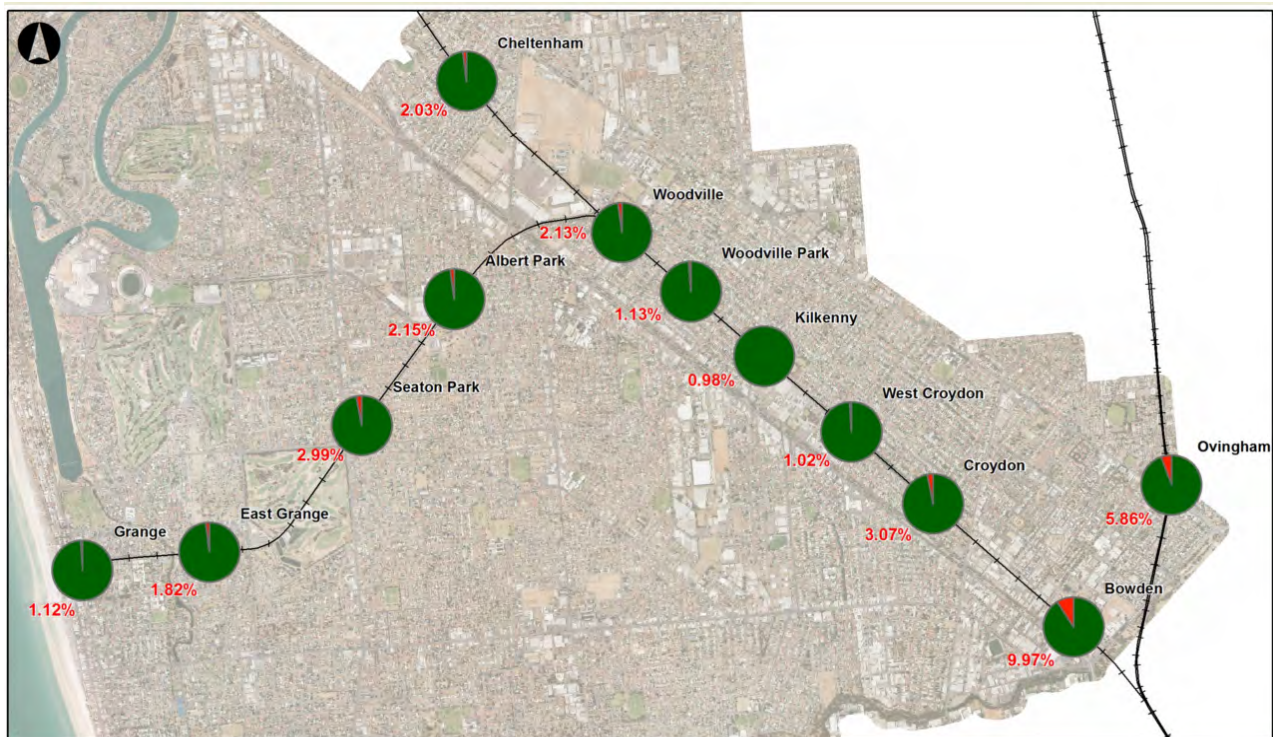 Cheltenham
2.03%
Woodville
2.13%
Woodville Park
Albert Park
1.13%
Kilkenny
2.15%
0.98%
Seaton Park
West Croydon
2.99%
1.02%
Croydon
Ovingham
3.07%
5.86%
East Grange
Grange
1.82%
1.12%
Bowden
9.97%